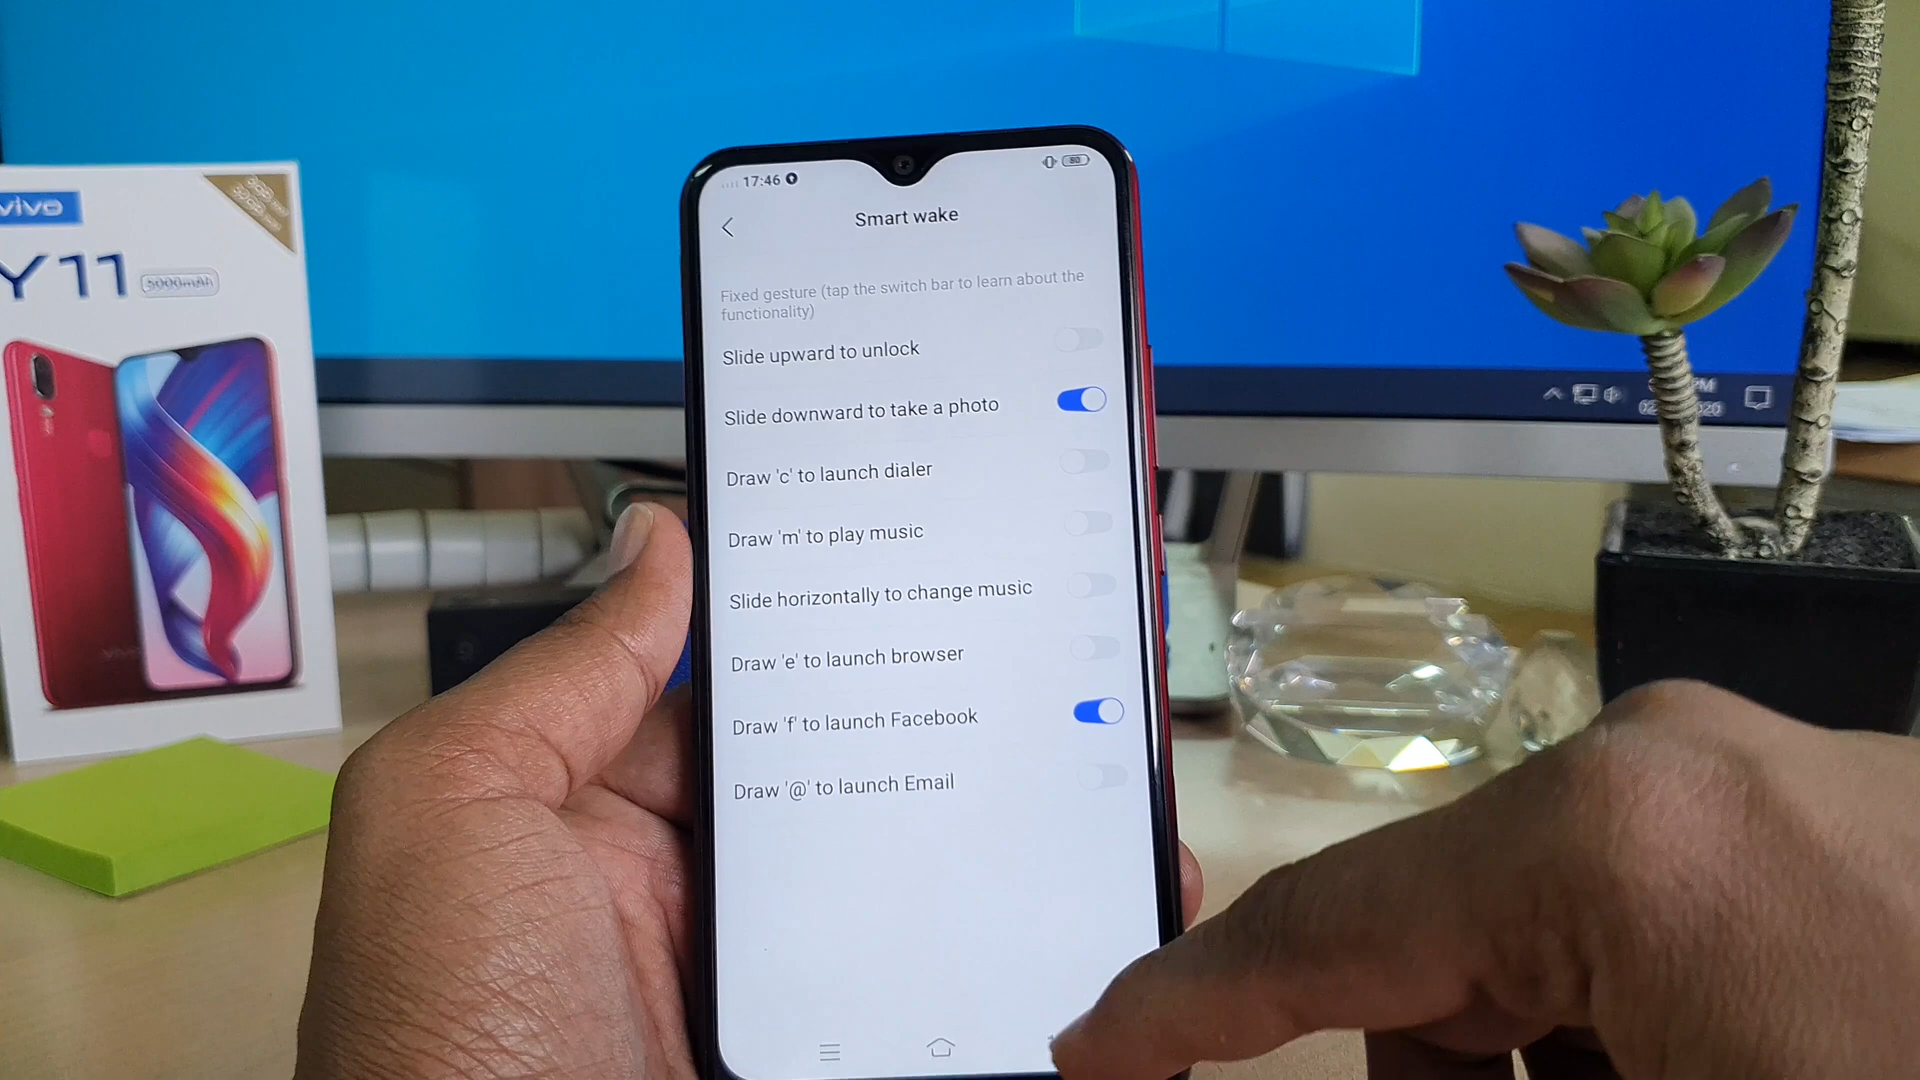 vivo
Y11
5000mAh
17:46
80
Smart wake
Fixed gesture (tap the switch bar to learn about the
functionality)
Slide upward to unlock
Slide downward to take a photo
Draw 'c' to launch dialer
Draw 'm' to play music
Slide horizontally to change music
Draw 'e' to launch browser
Draw 'f' to launch Facebook
Draw '@' to launch Email